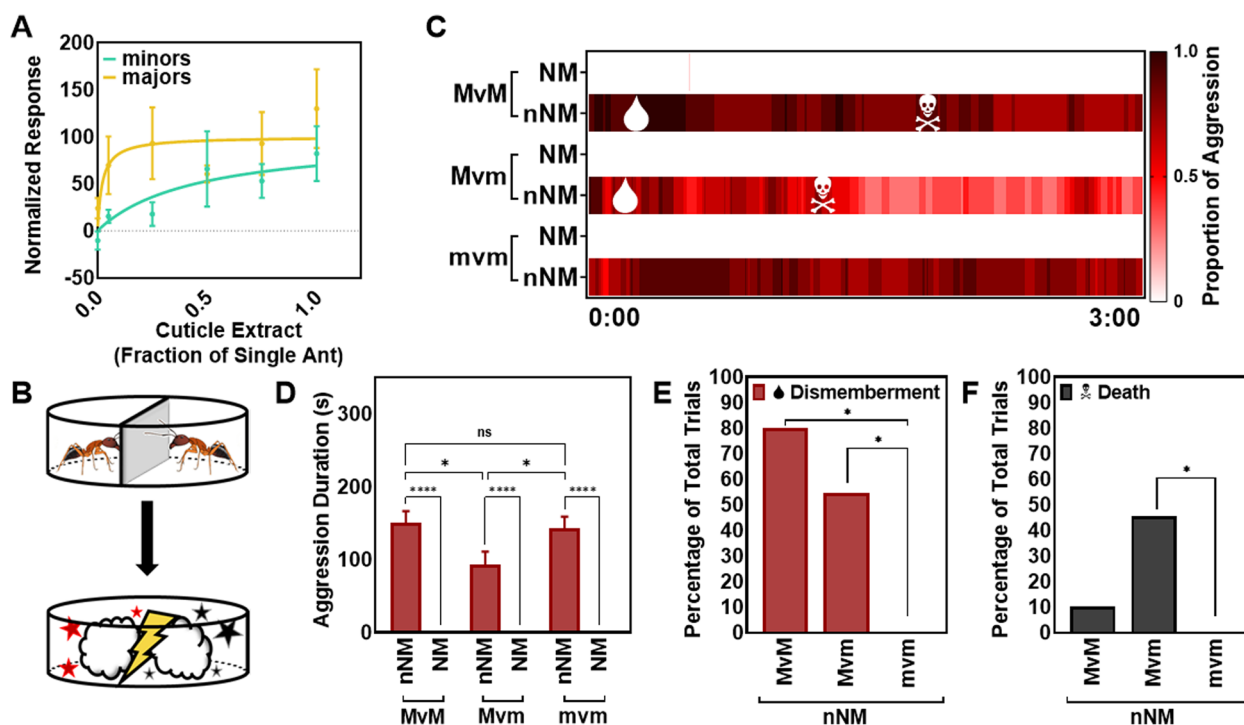 A
200
150
100
50
0
-50
minors
majors
Normalized Response
0.0
0.5
1.0
Cuticle Extract
(Fraction of Single Ant)
B
C
MvM
NM
nNM
Mvm
NM
nNM
mvm
NM
nNM
0:00
3:00
1.0
0.5
0
Proportion of Aggression
D
300
200
100
0
Aggression Duration (s)
ns
*
*
****
****
****
nNM
NM
nNM
NM
nNM
NM
MvM
Mvm
mvm
E
100
90
80
70
60
50
40
30
20
10
0
Percentage of Total Trials
Dismemberment
*
*
MvM
Mvm
mvm
nNM
F
100
90
80
70
60
50
40
30
20
10
0
Percentage of Total Trials
Death
*
MvM
Mvm
mvm
nNM